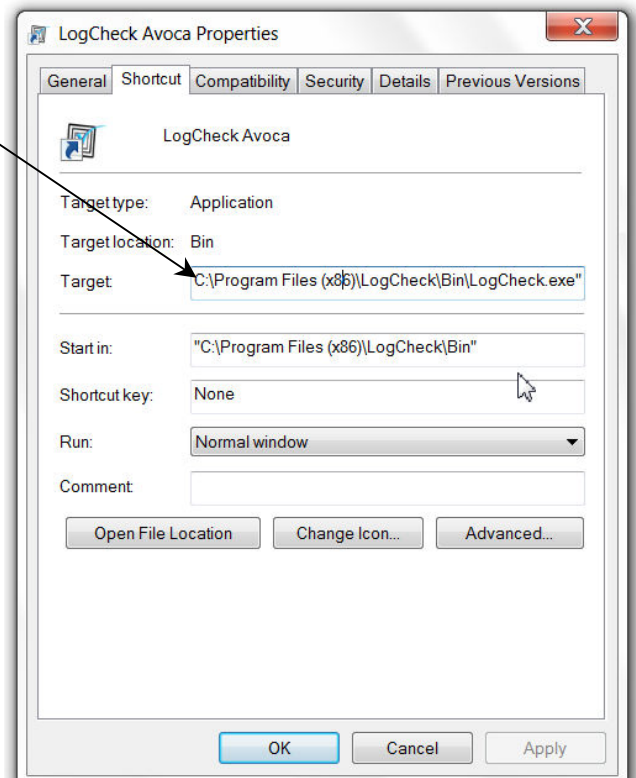 LogCheck Avoca Properties
General Shortcut Compatibility Security Details Previous Versions
LogCheck Avoca
Target type: Application
Target location: Bin
Target: C:\Program Files (x86)\LogCheck\Bin\LogCheck.exe"
Start in: "C:\Program Files (x86)\LogCheck\Bin"
Shortcut key: None
Run: Normal window
Comment:
Open File Location Change Icon... Advanced...
OK Cancel Apply